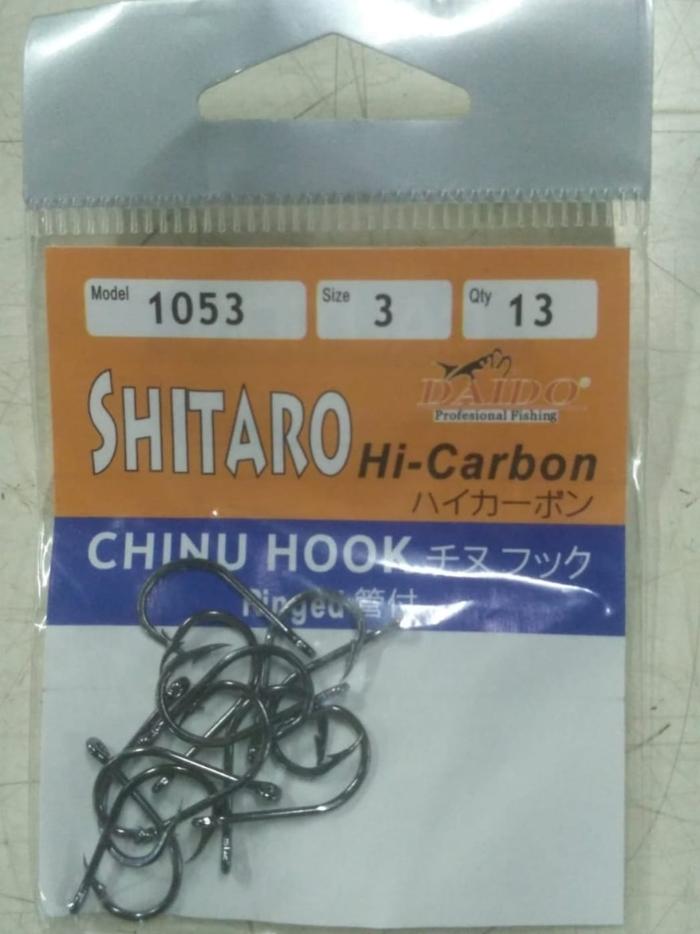 Model 1053 Size 3 Qty 13
SHITARO
DAIDO
Profesional Fishing
Hi-Carbon
ハイカーボン
CHINU HOOK チヌ フック
Ringed 管付